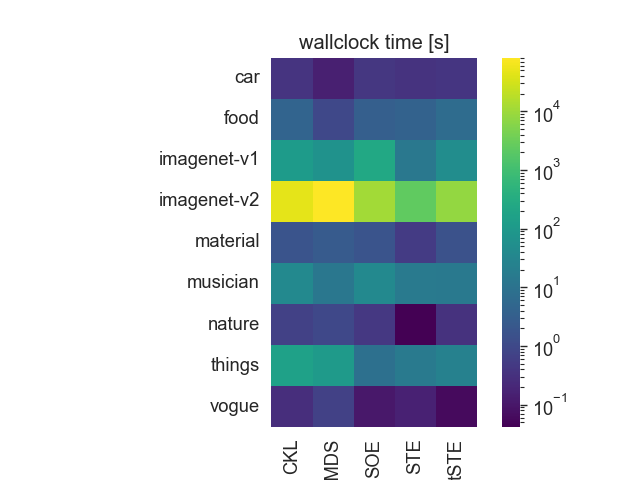 wallclock time [s]
car
food
imagenet-v1
imagenet-v2
material
musician
nature
things
vogue
CKL
MDS
SOE
STE
tSTE
10⁴
10³
10²
10¹
10⁰
10⁻¹